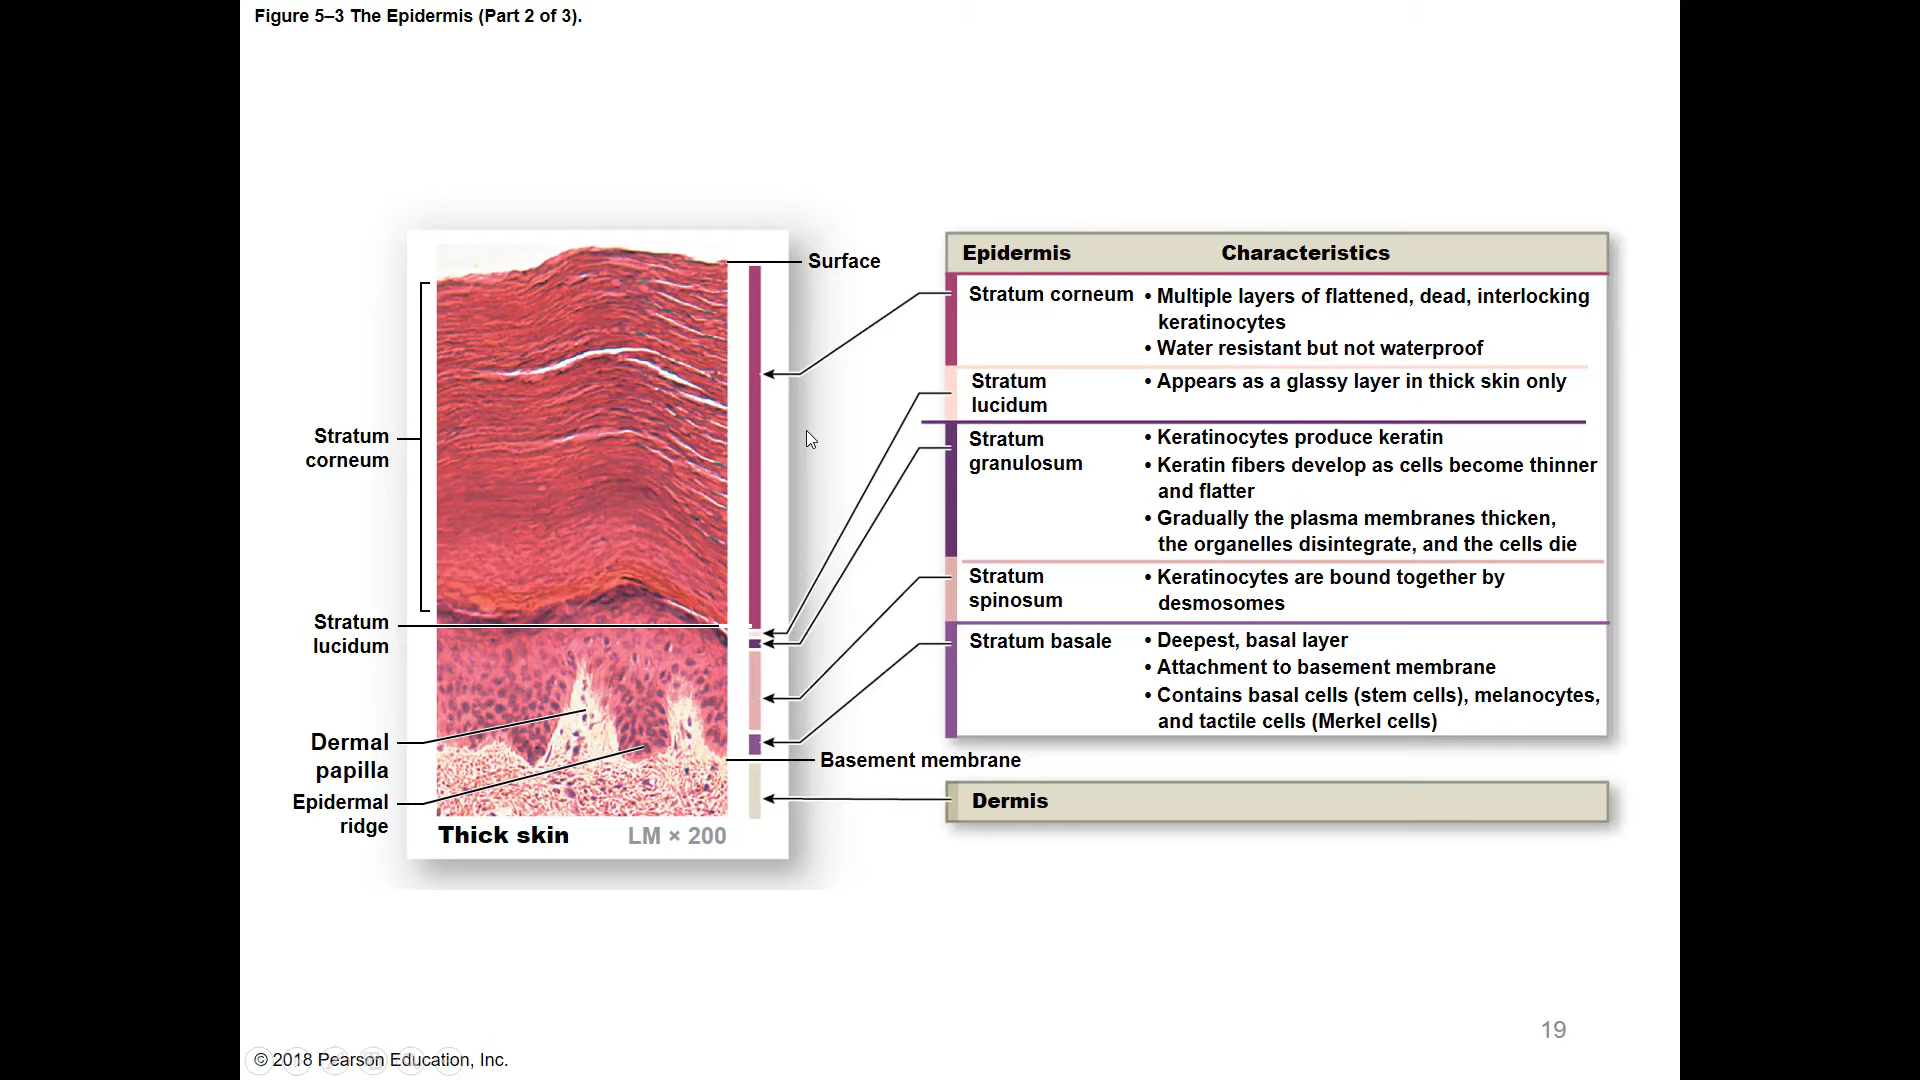 Figure 5–3 The Epidermis (Part 2 of 3).
Surface
Stratum
corneum
Stratum
lucidum
Dermal
papilla
Epidermal
ridge
Basement membrane
Thick skin LM × 200
Epidermis Characteristics
Stratum corneum • Multiple layers of flattened, dead, interlocking
keratinocytes
• Water resistant but not waterproof
Stratum • Appears as a glassy layer in thick skin only
lucidum
Stratum • Keratinocytes produce keratin
granulosum • Keratin fibers develop as cells become thinner
and flatter
• Gradually the plasma membranes thicken,
the organelles disintegrate, and the cells die
Stratum • Keratinocytes are bound together by
spinosum desmosomes
Stratum basale • Deepest, basal layer
• Attachment to basement membrane
• Contains basal cells (stem cells), melanocytes,
and tactile cells (Merkel cells)
Dermis
19
© 2018 Pearson Education, Inc.